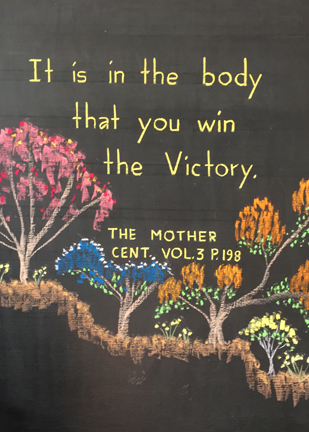 It is in the body
that you win
the Victory.
THE MOTHER
CENT. VOL.3 P.198